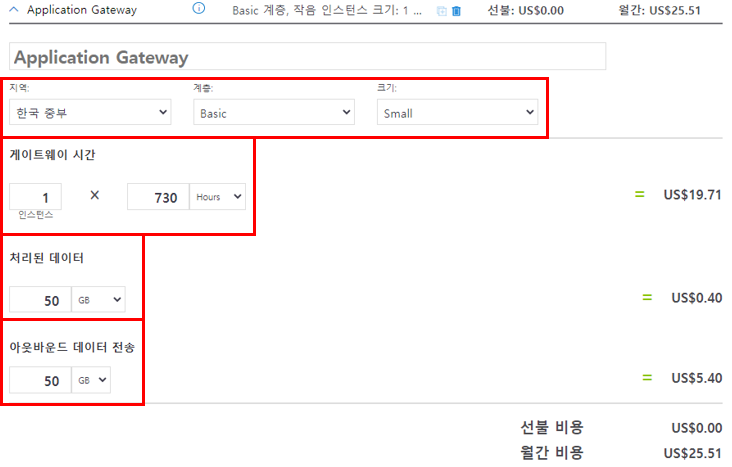 Application Gateway Basic 계층, 작음 인스턴스 크기: 1 ... 선불: US$0.00 월간: US$25.51
Application Gateway
지역: 계층: 크기:
한국 중부 Basic Small
게이트웨이 시간
1 × 730 Hours = US$19.71
인스턴스
처리된 데이터
50 GB = US$0.40
아웃바운드 데이터 전송
50 GB = US$5.40
선불 비용 US$0.00
월간 비용 US$25.51